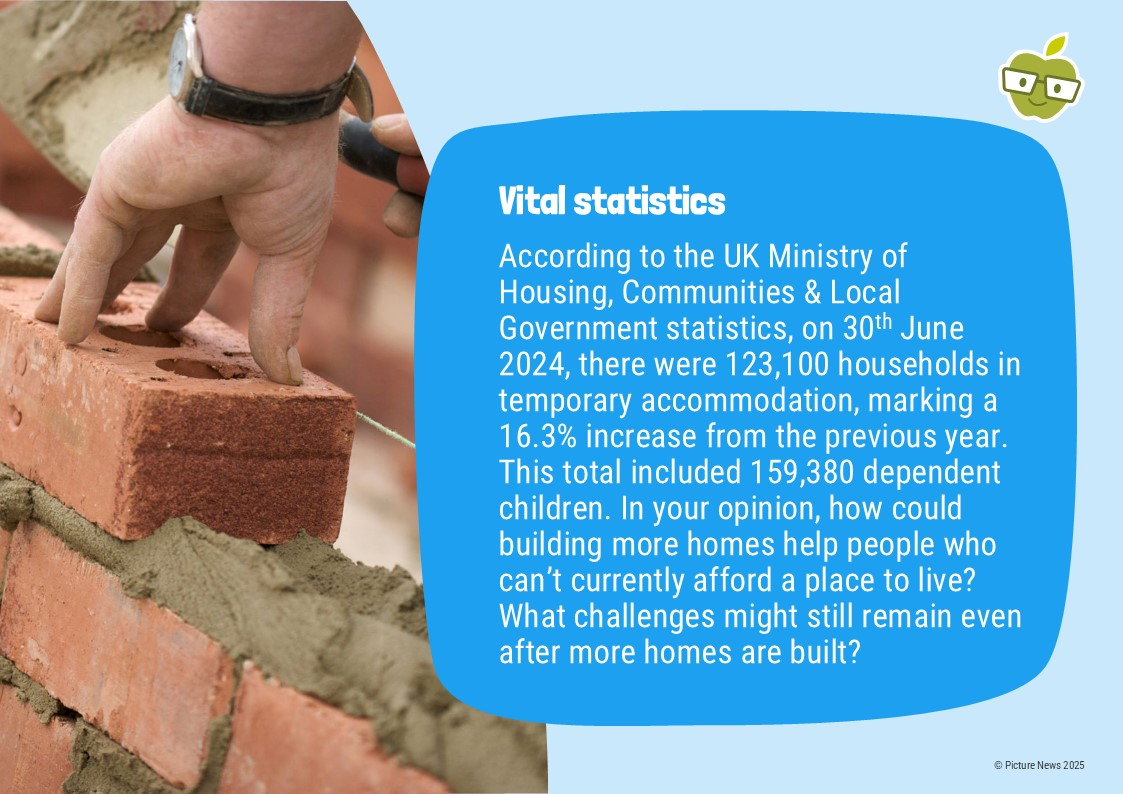 Vital statistics
According to the UK Ministry of
Housing, Communities & Local
Government statistics, on 30th June
2024, there were 123,100 households in
temporary accommodation, marking a
16.3% increase from the previous year.
This total included 159,380 dependent
children. In your opinion, how could
building more homes help people who
can’t currently afford a place to live?
What challenges might still remain even
after more homes are built?
© Picture News 2025